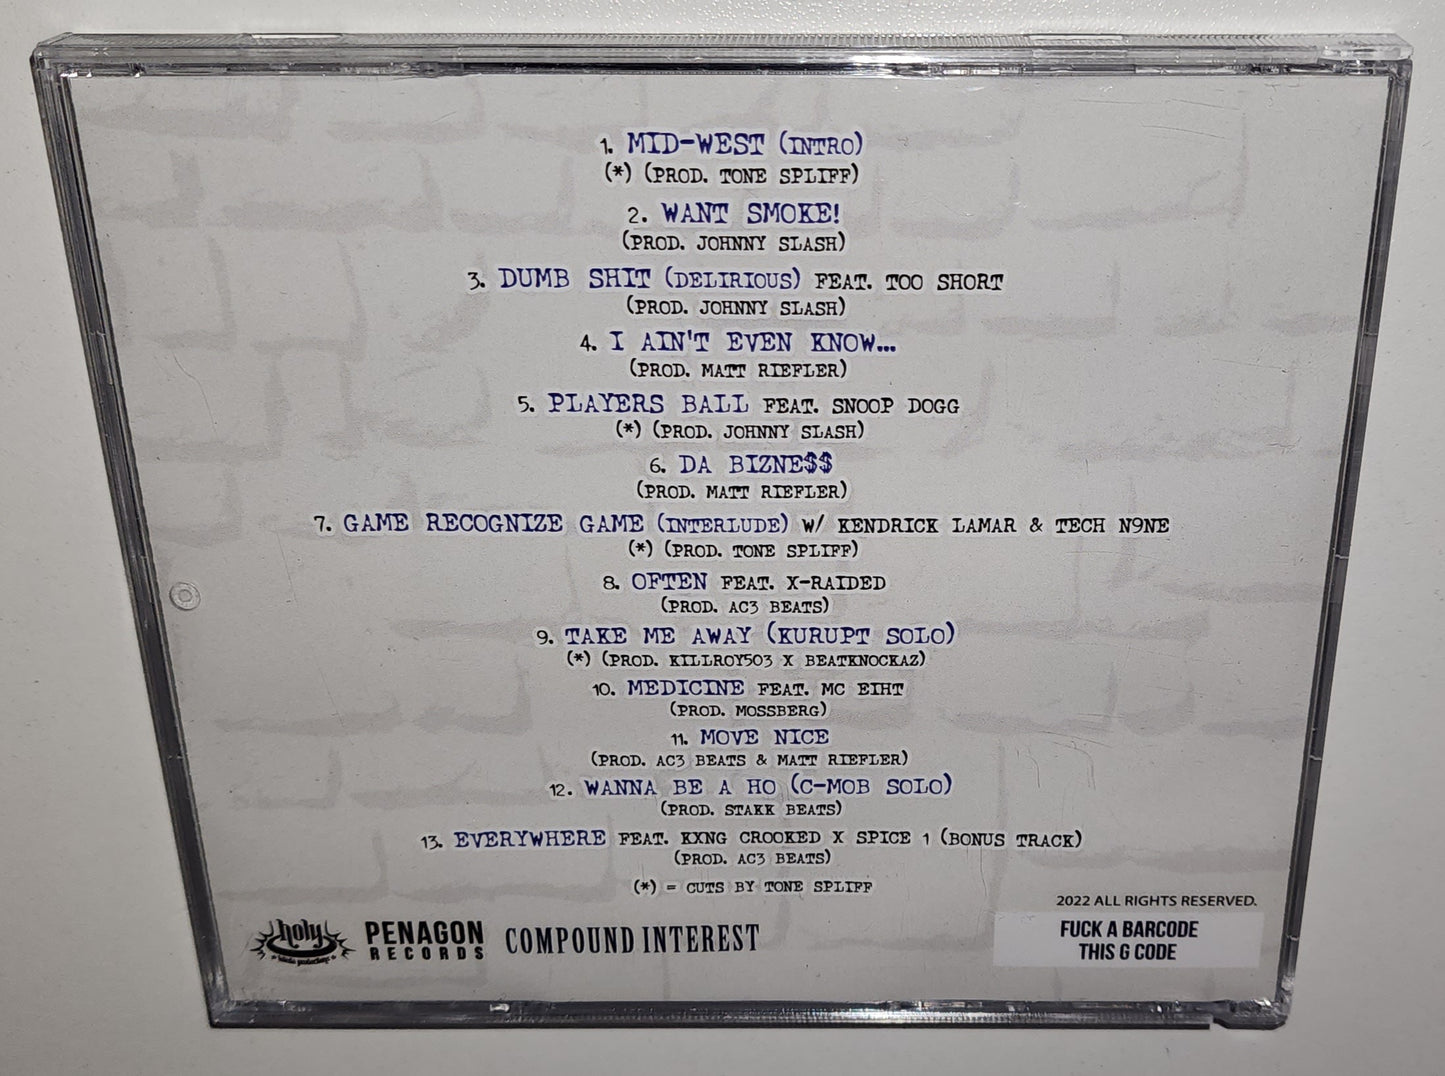 1. MID-WEST (INTRO)
(*) (PROD. TONE SPLIFF)
2. WANT SMOKE!
(PROD. JOHNNY SLASH)
3. DUMB SHIT (DELIRIOUS) FEAT. TOO SHORT
(PROD. JOHNNY SLASH)
4. I AIN'T EVEN KNOW...
(PROD. MATT RIEFLER)
5. PLAYERS BALL FEAT. SNOOP DOGG
(*) (PROD. JOHNNY SLASH)
6. DA BIZNE$$
(PROD. MATT RIEFLER)
7. GAME RECOGNIZE GAME (INTERLUDE) W/ KENDRICK LAMAR & TECH N9NE
(*) (PROD. TONE SPLIFF)
8. OFTEN FEAT. X-RAIDED
(PROD. AC3 BEATS)
9. TAKE ME AWAY (KURUPT SOLO)
(*) (PROD. KILLROY503 X BEATKNOCKAZ)
10. MEDICINE FEAT. MC EIHT
(PROD. MOSSBERG)
11. MOVE NICE
(PROD. AC3 BEATS & MATT RIEFLER)
12. WANNA BE A HO (C-MOB SOLO)
(PROD. STAKK BEATS)
13. EVERYWHERE FEAT. KXNG CROOKED X SPICE 1 (BONUS TRACK)
(PROD. AC3 BEATS)
(*) = CUTS BY TONE SPLIFF
2022 ALL RIGHTS RESERVED.
FUCK A BARCODE
THIS G CODE
holy
PENAGON
RECORDS
COMPOUND INTEREST